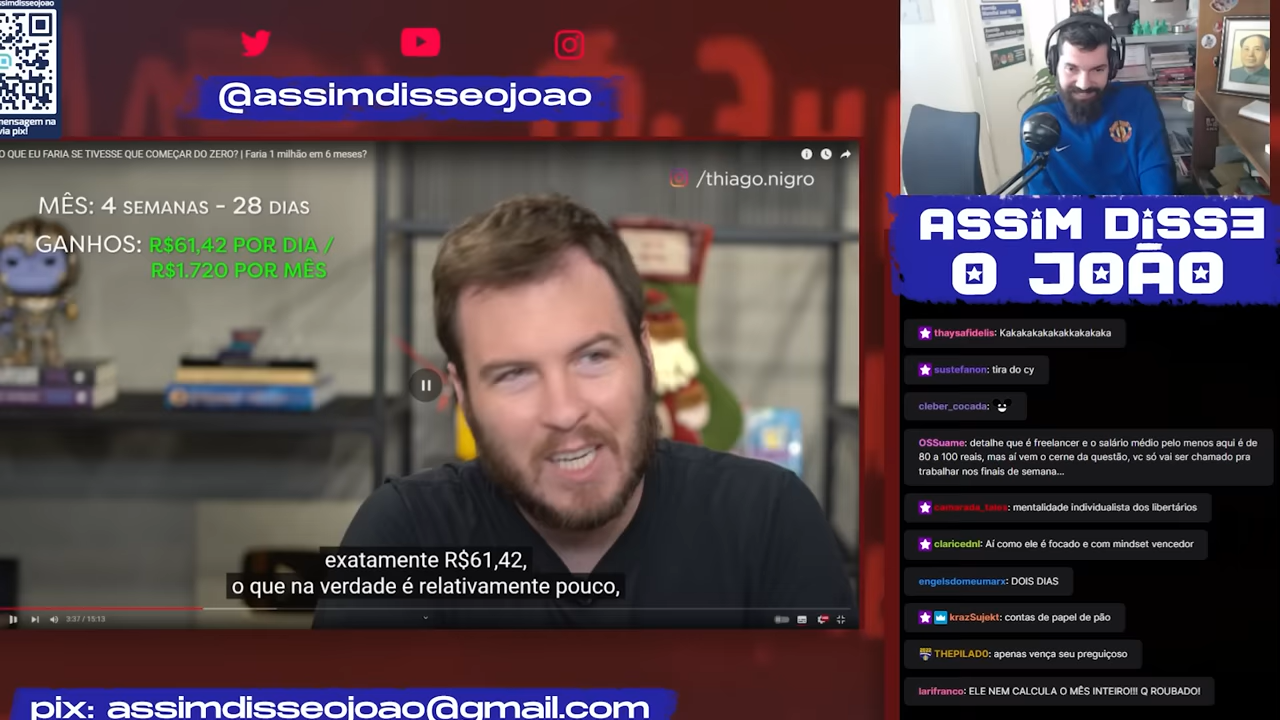 ssimdisseojoao
mensagem na
via pix!
@assimdisseojoao
O QUE EU FARIA SE TIVESSE QUE COMEÇAR DO ZERO? | Faria 1 milhão em 6 meses?
/thiago.nigro
MÊS: 4 SEMANAS - 28 DIAS
GANHOS: R$61,42 POR DIA /
R$1.720 POR MÊS
exatamente R$61,42,
o que na verdade é relativamente pouco,
3:37 / 15:13
pix: assimdisseojoao@gmail.com
ASSIM DISSE
O JOÃO
thaysafidelis: Kakakakakakakkakakaka
sustefanon: tira do cy
cleber_cocada:
OSSuame: detalhe que é freelancer e o salário médio pelo menos aqui é de
80 a 100 reais, mas aí vem o cerne da questão, vc só vai ser chamado pra
trabalhar nos finais de semana...
camarada_tales: mentalidade individualista dos libertários
claricednl: Aí como ele é focado e com mindset vencedor
engelsdomeumarx: DOIS DIAS
krazSujekt: contas de papel de pão
THEPILAD0: apenas vença seu preguiçoso
larifranco: ELE NEM CALCULA O MÊS INTEIRO!!! Q ROUBADO!